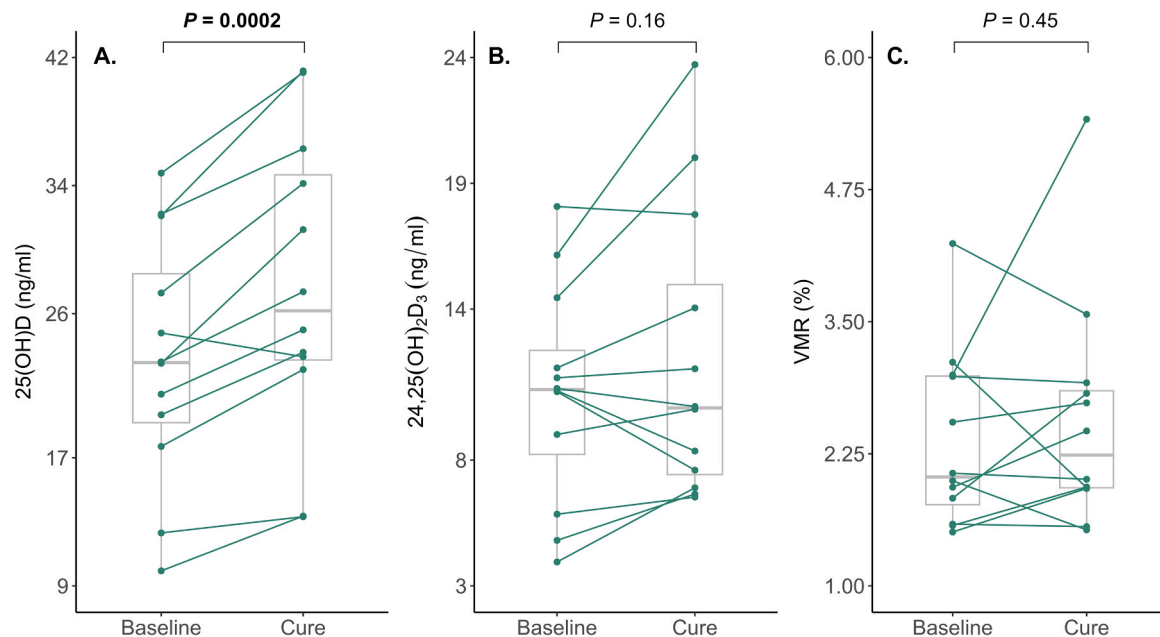 P = 0.0002
P = 0.16
P = 0.45
A.
B.
C.
25(OH)D (ng/ml)
42
34
26
17
9
Baseline
Cure
24,25(OH)₂D₃ (ng/ml)
24
19
14
8
3
Baseline
Cure
VMR (%)
6.00
4.75
3.50
2.25
1.00
Baseline
Cure